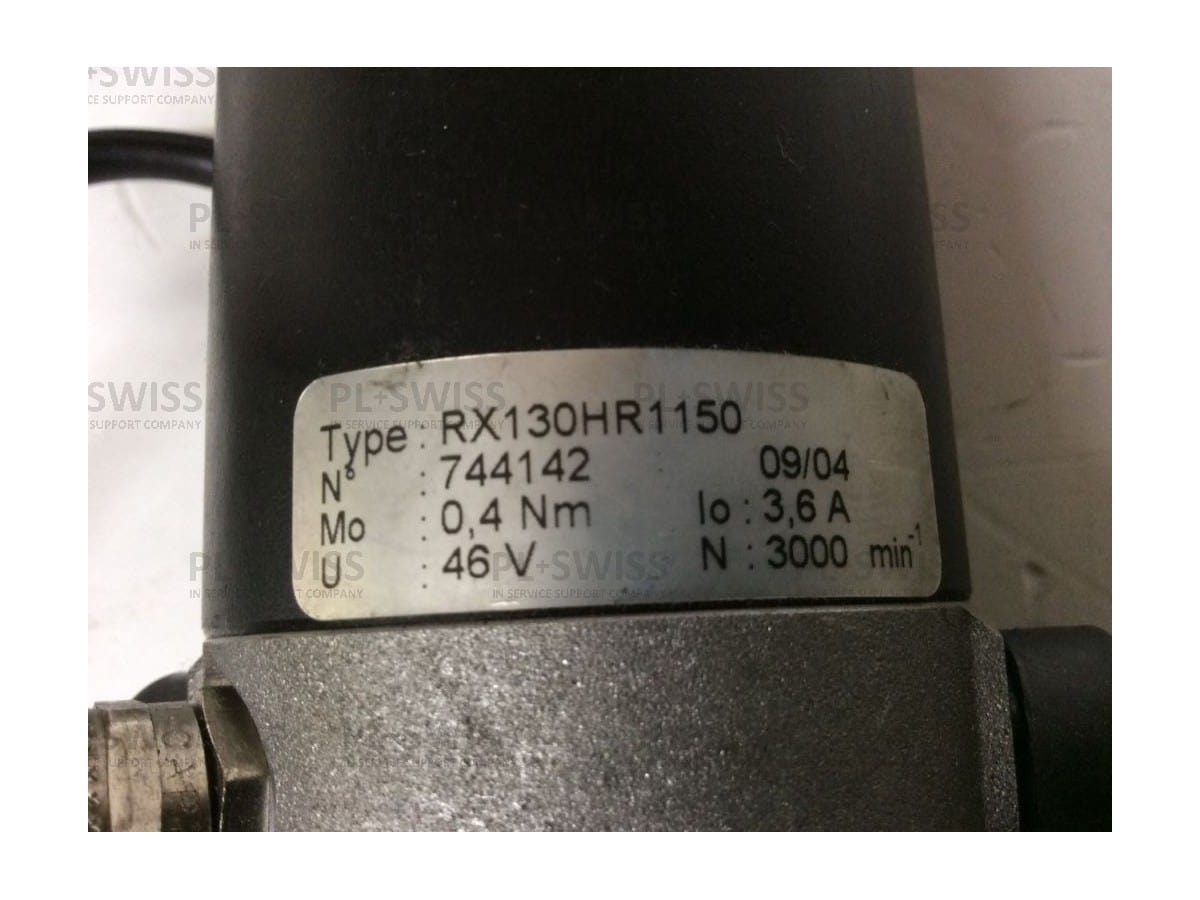 Type : RX130HR1150
N° : 744142 09/04
Mo : 0,4 Nm Io : 3,6 A
U : 46 V N : 3000 min-1
PL+SWISS
IN SERVICE SUPPORT COMPANY